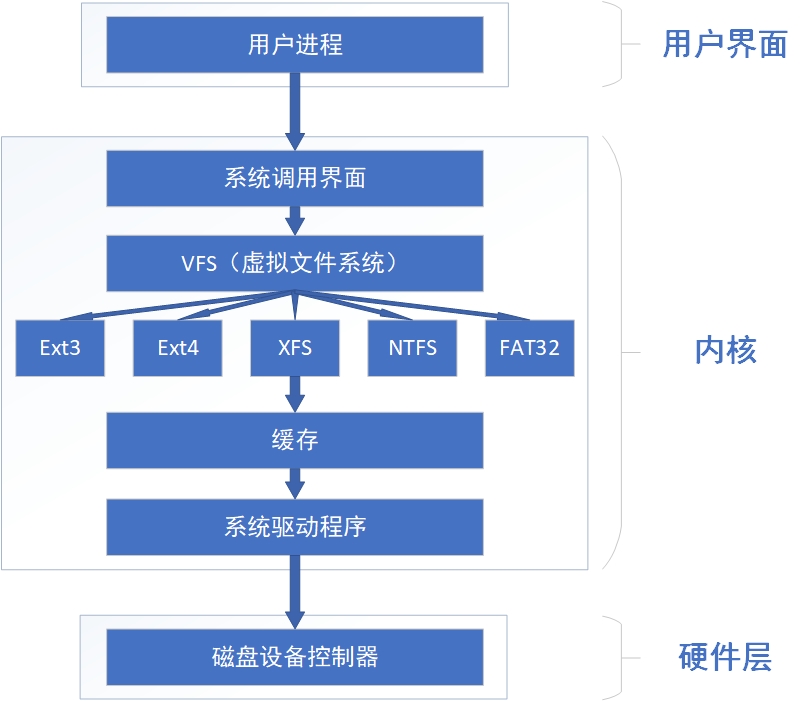 用户进程
用户界面
系统调用界面
VFS（虚拟文件系统）
Ext3
Ext4
XFS
NTFS
FAT32
内核
缓存
系统驱动程序
磁盘设备控制器
硬件层